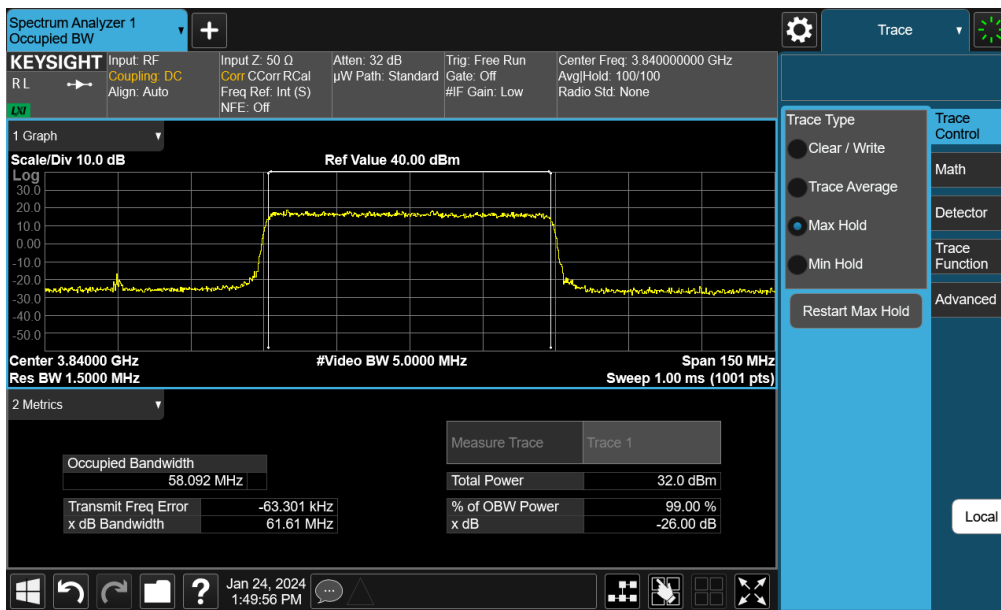 Spectrum Analyzer 1
Occupied BW
Trace
KEYSIGHT
R L
LXI
Input: RF
Coupling: DC
Align: Auto
Input Z: 50 Ω
Corr CCorr RCal
Freq Ref: Int (S)
NFE: Off
Atten: 32 dB
µW Path: Standard
Trig: Free Run
Gate: Off
#IF Gain: Low
Center Freq: 3.840000000 GHz
Avg|Hold: 100/100
Radio Std: None
1 Graph
Scale/Div 10.0 dB
Ref Value 40.00 dBm
Log
30.0
20.0
10.0
0.00
-10.0
-20.0
-30.0
-40.0
-50.0
Center 3.84000 GHz
#Video BW 5.0000 MHz
Span 150 MHz
Res BW 1.5000 MHz
Sweep 1.00 ms (1001 pts)
2 Metrics
Measure Trace
Trace 1
Occupied Bandwidth
58.092 MHz
Total Power
32.0 dBm
Transmit Freq Error
-63.301 kHz
% of OBW Power
99.00 %
x dB Bandwidth
61.61 MHz
x dB
-26.00 dB
Trace Type
Clear / Write
Trace Average
Max Hold
Min Hold
Restart Max Hold
Trace
Control
Math
Detector
Trace
Function
Advanced
Local
?
Jan 24, 2024
1:49:56 PM